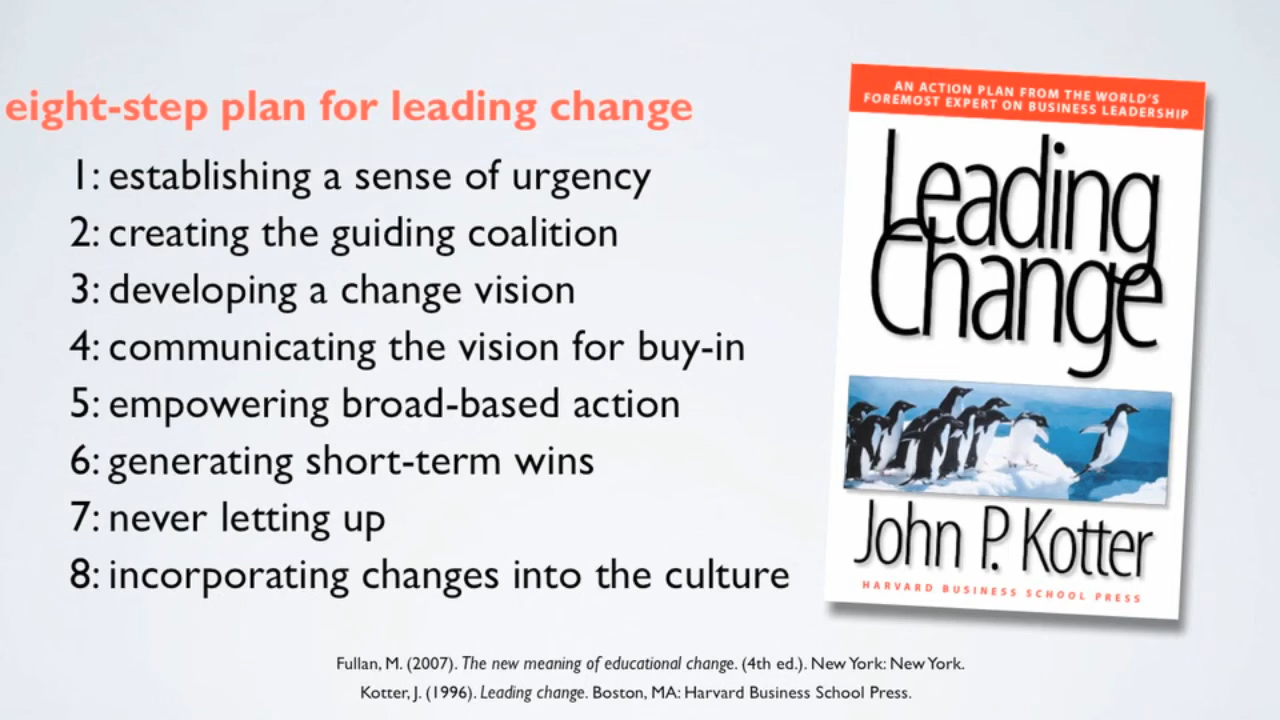 eight-step plan for leading change
1: establishing a sense of urgency
2: creating the guiding coalition
3: developing a change vision
4: communicating the vision for buy-in
5: empowering broad-based action
6: generating short-term wins
7: never letting up
8: incorporating changes into the culture
AN ACTION PLAN FROM THE WORLD'S
FOREMOST EXPERT ON BUSINESS LEADERSHIP
Leading
Change
John P. Kotter
HARVARD BUSINESS SCHOOL PRESS
Fullan, M. (2007). The new meaning of educational change. (4th ed.). New York: New York.
Kotter, J. (1996). Leading change. Boston, MA: Harvard Business School Press.